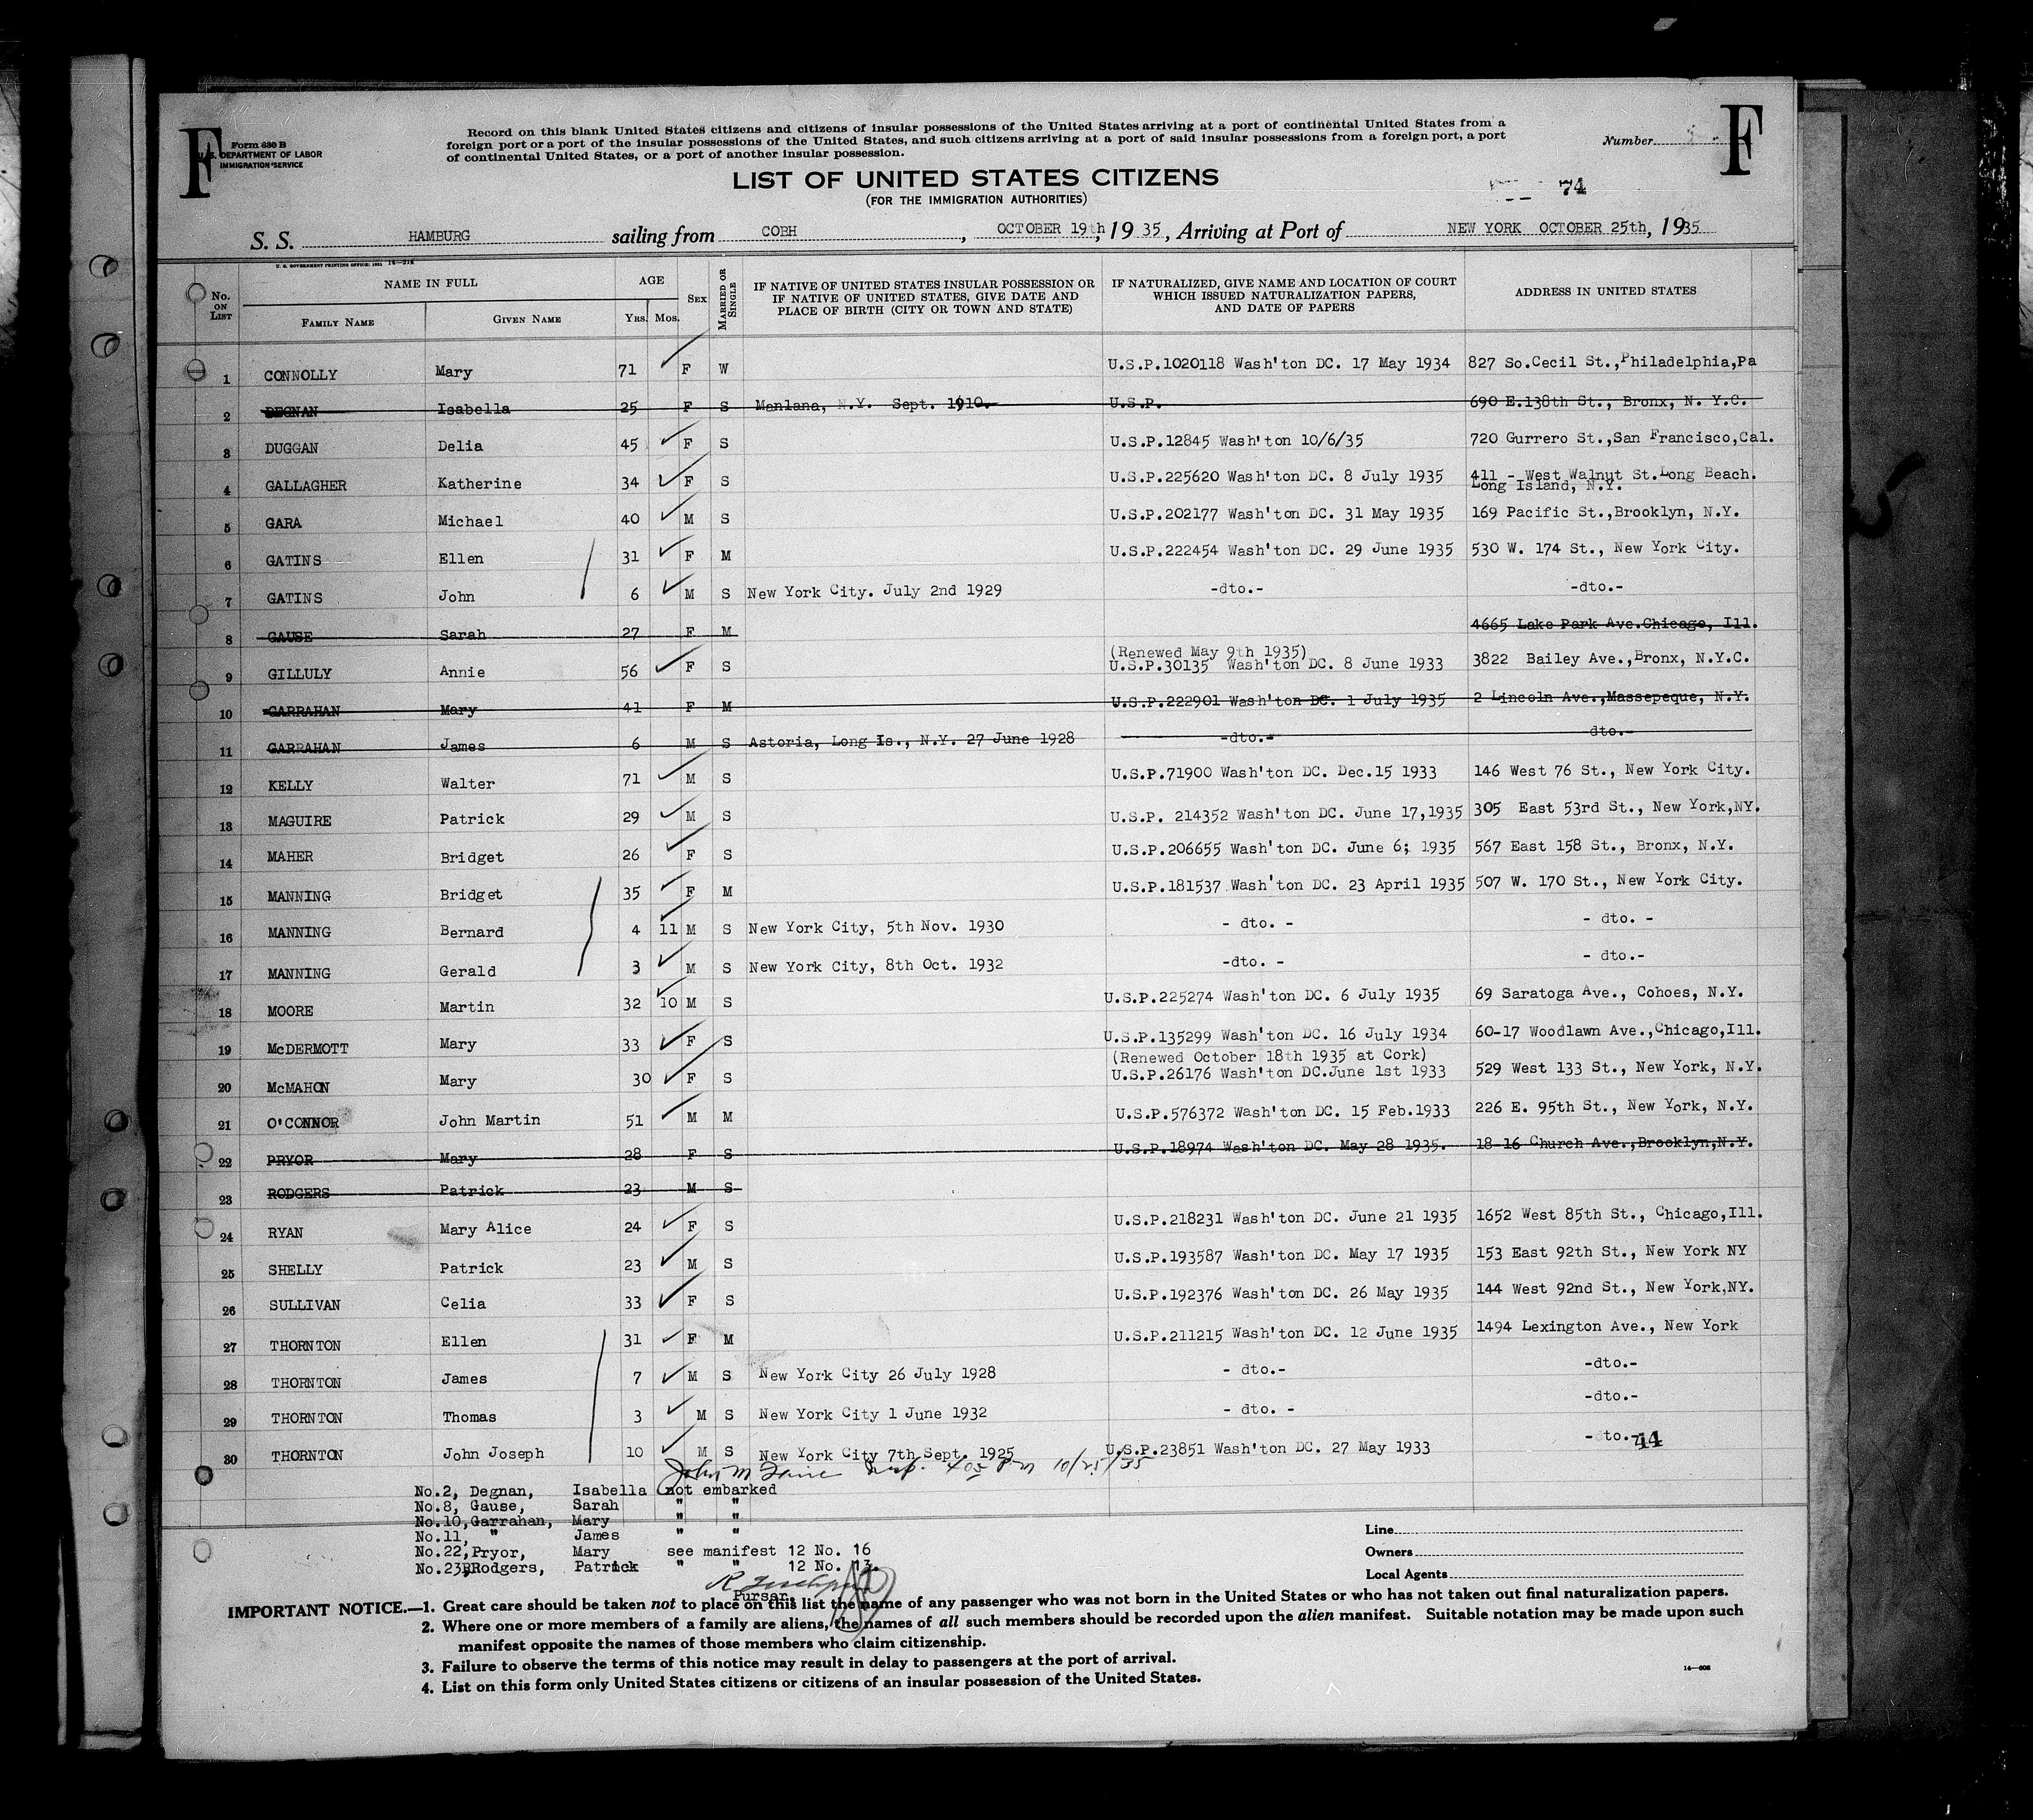 F
Form 630 B
U.S. DEPARTMENT OF LABOR
IMMIGRATION SERVICE
Record on this blank United States citizens and citizens of insular possessions of the United States arriving at a port of continental United States from a
foreign port or a port of the insular possessions of the United States, and such citizens arriving at a port of said insular possessions from a foreign port, a port
of continental United States, or a port of another insular possession.
Number
F
LIST OF UNITED STATES CITIZENS
(FOR THE IMMIGRATION AUTHORITIES)
74
S. S. HAMBURG sailing from COBH, OCTOBER 19th, 19 35, Arriving at Port of NEW YORK OCTOBER 25th, 1935
U. S. GOVERNMENT PRINTING OFFICE: 1931 14—214
No. ON LIST NAME IN FULL FAMILY NAME GIVEN NAME AGE YRS. MOS. SEX MARRIED OR SINGLE IF NATIVE OF UNITED STATES INSULAR POSSESSION OR IF NATIVE OF UNITED STATES, GIVE DATE AND PLACE OF BIRTH (CITY OR TOWN AND STATE) IF NATURALIZED, GIVE NAME AND LOCATION OF COURT WHICH ISSUED NATURALIZATION PAPERS, AND DATE OF PAPERS ADDRESS IN UNITED STATES
1 CONNOLLY Mary 71 F W U.S.P.1020118 Wash'ton DC. 17 May 1934 827 So.Cecil St.,Philadelphia,Pa
2 DEGNAN Isabella 25 F S Manlana, N.Y. Sept. 1910. U.S.P. 690 E.138th St., Bronx, N. Y.C.
3 DUGGAN Delia 45 F S U.S.P.12845 Wash'ton 10/6/35 720 Gurrero St.,San Francisco,Cal.
4 GALLAGHER Katherine 34 F S U.S.P.225620 Wash'ton DC. 8 July 1935 411 - West Walnut St.Long Beach.
Long Island, N.Y.
5 GARA Michael 40 M S U.S.P.202177 Wash'ton DC. 31 May 1935 169 Pacific St.,Brooklyn, N.Y.
6 GATINS Ellen 31 F M U.S.P.222454 Wash'ton DC. 29 June 1935 530 W. 174 St., New York City.
7 GATINS John 6 M S New York City. July 2nd 1929 -dto.- -dto.-
8 GAUSE Sarah 27 F M 4665 Lake Park Ave.Chicago, Ill.
(Renewed May 9th 1935)
9 GILLULY Annie 56 F S U.S.P.30135 Wash'ton DC. 8 June 1933 3822 Bailey Ave.,Bronx, N.Y.C.
10 GARRAHAN Mary 41 F M U.S.P.222901 Wash'ton DC. 1 July 1935 2 Lincoln Ave.,Massepeque, N.Y.
11 GARRAHAN James 6 M S Astoria, Long Is., N.Y. 27 June 1928 -dto.- dto.-
12 KELLY Walter 71 M S U.S.P.71900 Wash'ton DC. Dec.15 1933 146 West 76 St., New York City.
13 MAGUIRE Patrick 29 M S U.S.P. 214352 Wash'ton DC. June 17,1935 305 East 53rd St., New York,NY.
14 MAHER Bridget 26 F S U.S.P.206655 Wash'ton DC. June 6; 1935 567 East 158 St., Bronx, N.Y.
15 MANNING Bridget 35 F M U.S.P.181537 Wash'ton DC. 23 April 1935 507 W. 170 St., New York City.
16 MANNING Bernard 4 11 M S New York City, 5th Nov. 1930 - dto. - - dto. -
17 MANNING Gerald 3 M S New York City, 8th Oct. 1932 -dto. - - dto.-
18 MOORE Martin 32 10 M S U.S.P.225274 Wash'ton DC. 6 July 1935 69 Saratoga Ave., Cohoes, N.Y.
19 McDERMOTT Mary 33 F S U.S.P.135299 Wash'ton DC. 16 July 1934 60-17 Woodlawn Ave.,Chicago,Ill.
(Renewed October 18th 1935 at Cork)
20 McMAHON Mary 30 F S U.S.P.26176 Wash'ton DC.June 1st 1933 529 West 133 St., New York, N.Y.
21 O'CONNOR John Martin 51 M M U.S.P.576372 Wash'ton DC. 15 Feb.1933 226 E. 95th St., New York, N.Y.
22 PRYOR Mary 28 F S U.S.P.18974 Wash'ton DC. May 28 1935. 18-16 Church Ave.,Brooklyn,N.Y.
23 RODGERS Patrick 23 M S
24 RYAN Mary Alice 24 F S U.S.P.218231 Wash'ton DC. June 21 1935 1652 West 85th St., Chicago,Ill.
25 SHELLY Patrick 23 M S U.S.P.193587 Wash'ton DC. May 17 1935 153 East 92th St., New York NY
26 SULLIVAN Celia 33 F S U.S.P.192376 Wash'ton DC. 26 May 1935 144 West 92nd St., New York,NY.
27 THORNTON Ellen 31 F M U.S.P.211215 Wash'ton DC. 12 June 1935 1494 Lexington Ave., New York
28 THORNTON James 7 M S New York City 26 July 1928 - dto.- -dto.-
29 THORNTON Thomas 3 M S New York City 1 June 1932 - dto. - -dto.-
30 THORNTON John Joseph 10 M S New York City 7th Sept. 1925 U.S.P.23851 Wash'ton DC. 27 May 1933 - dto.- 44
John M 10/25/35
No.2, Degnan, Isabella not embarked
No.8, Gause, Sarah " "
No.10,Garrahan, Mary " "
No.11, " James " "
No.22,Pryor, Mary see manifest 12 No. 16
No.23,Rodgers, Patrick " " 12 No. 13.
Purser.
Line
Owners
Local Agents
IMPORTANT NOTICE.—1. Great care should be taken not to place on this list the name of any passenger who was not born in the United States or who has not taken out final naturalization papers.
2. Where one or more members of a family are aliens, the names of all such members should be recorded upon the alien manifest. Suitable notation may be made upon such
manifest opposite the names of those members who claim citizenship.
3. Failure to observe the terms of this notice may result in delay to passengers at the port of arrival.
4. List on this form only United States citizens or citizens of an insular possession of the United States.